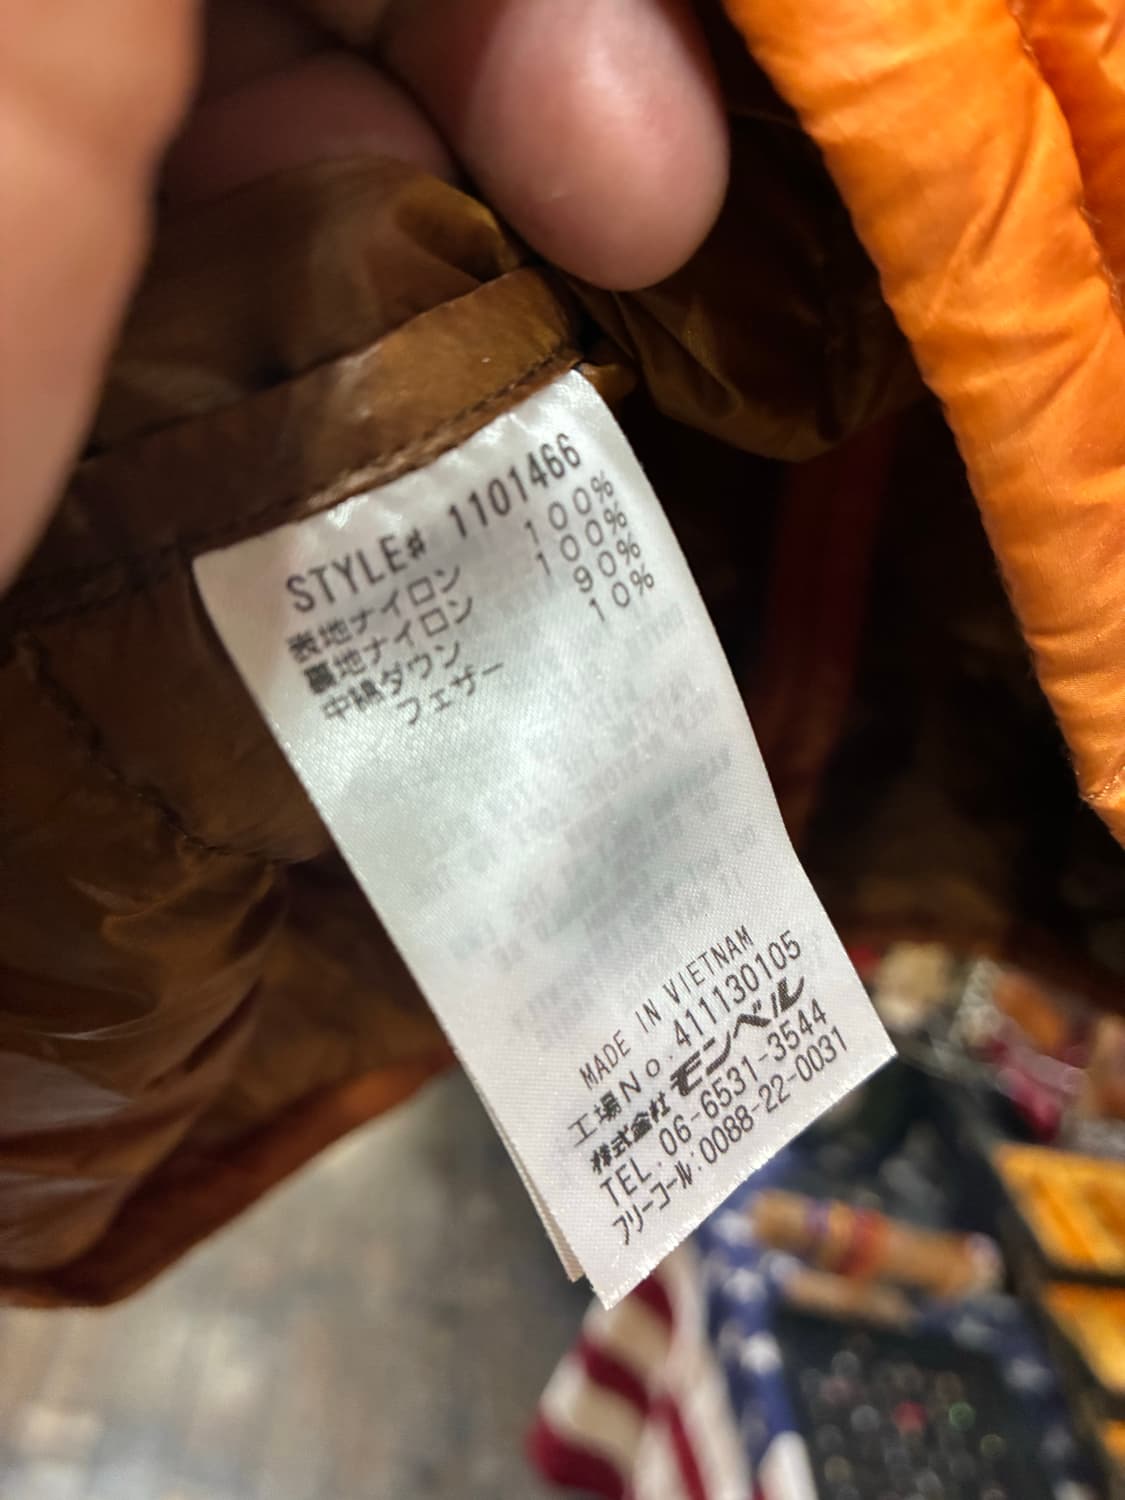 STYLE# 1101466
表地ナイロン 100%
裏地ナイロン 100%
中綿ダウン 90%
フェザー 10%
MADE IN VIETNAM
工場No.411130105
株式会社モンベル
TEL:06-6531-3544
フリーコール:0088-22-0031